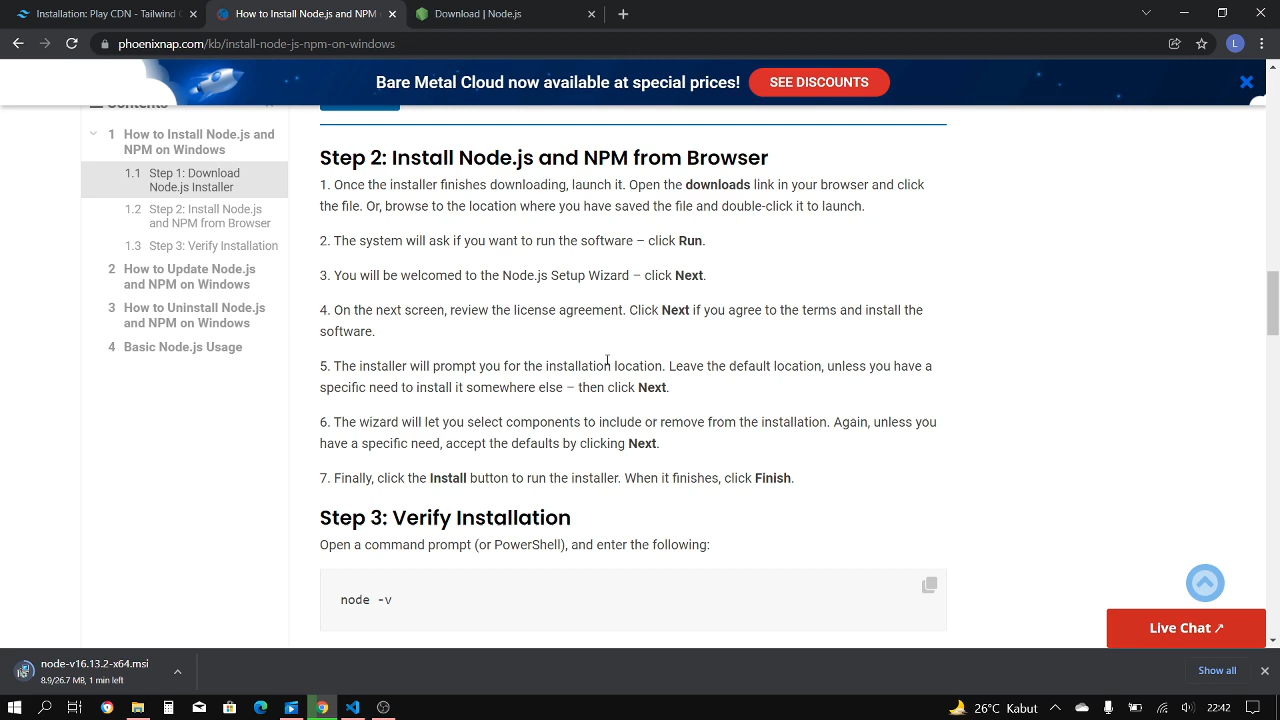 Installation: Play CDN - Tailwind
How to Install Node.js and NPM
Download | Node.js
phoenixnap.com/kb/install-node-js-npm-on-windows
L
Bare Metal Cloud now available at special prices!
SEE DISCOUNTS
Contents
1 How to Install Node.js and
NPM on Windows
1.1 Step 1: Download
Node.js Installer
1.2 Step 2: Install Node.js
and NPM from Browser
1.3 Step 3: Verify Installation
2 How to Update Node.js
and NPM on Windows
3 How to Uninstall Node.js
and NPM on Windows
4 Basic Node.js Usage
Step 2: Install Node.js and NPM from Browser
1. Once the installer finishes downloading, launch it. Open the downloads link in your browser and click
the file. Or, browse to the location where you have saved the file and double-click it to launch.
2. The system will ask if you want to run the software – click Run.
3. You will be welcomed to the Node.js Setup Wizard – click Next.
4. On the next screen, review the license agreement. Click Next if you agree to the terms and install the
software.
5. The installer will prompt you for the installation location. Leave the default location, unless you have a
specific need to install it somewhere else – then click Next.
6. The wizard will let you select components to include or remove from the installation. Again, unless you
have a specific need, accept the defaults by clicking Next.
7. Finally, click the Install button to run the installer. When it finishes, click Finish.
Step 3: Verify Installation
Open a command prompt (or PowerShell), and enter the following:
node -v
Live Chat ↗
node-v16.13.2-x64.msi
8.9/26.7 MB, 1 min left
Show all
26°C Kabut
22:42